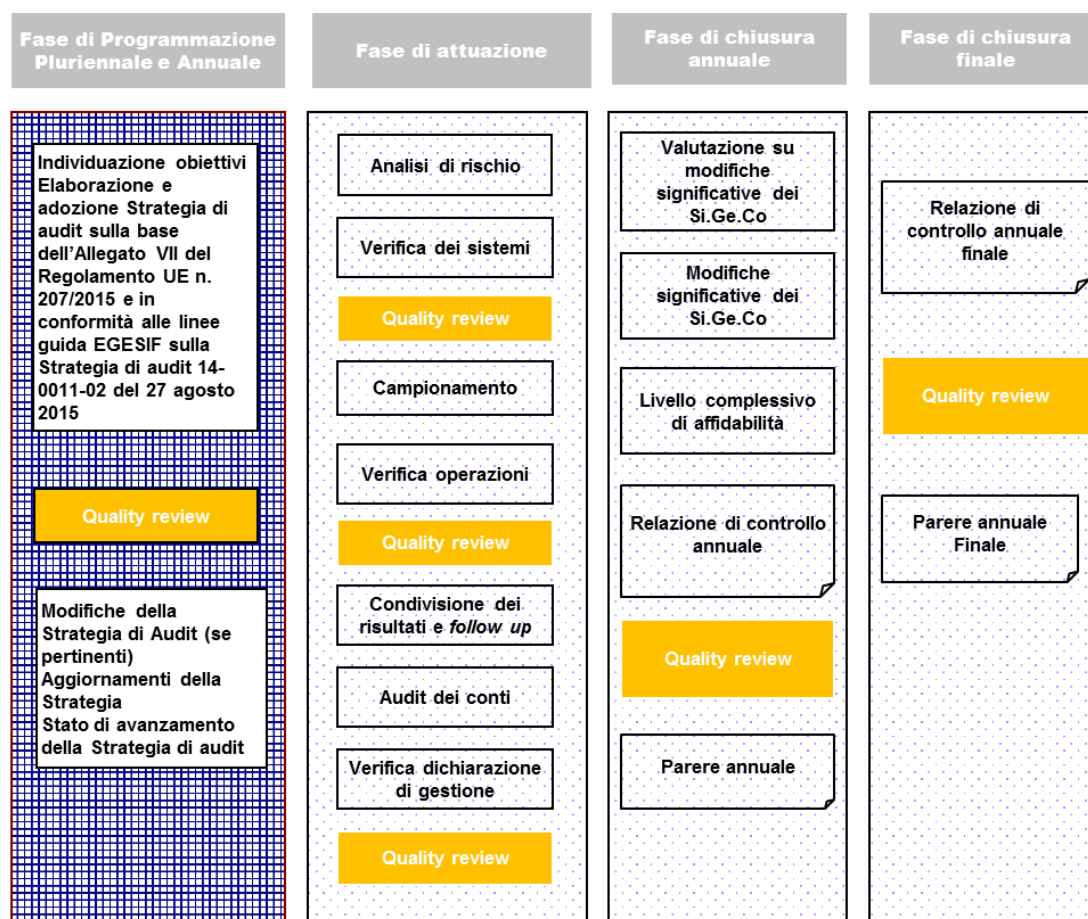 Fase di Programmazione
Pluriennale e Annuale
Individuazione obiettivi
Elaborazione e
adozione Strategia di
audit sulla base
dell'Allegato VII del
Regolamento UE n.
207/2015 e in
conformità alle linee
guida EGESIF sulla
Strategia di audit 14-
0011-02 del 27 agosto
2015
Quality review
Modifiche della
Strategia di Audit (se
pertinenti)
Aggiornamenti della
Strategia
Stato di avanzamento
della Strategia di audit
Fase di attuazione
Analisi di rischio
Verifica dei sistemi
Quality review
Campionamento
Verifica operazioni
Quality review
Condivisione dei
risultati e follow up
Audit dei conti
Verifica dichiarazione
di gestione
Quality review
Fase di chiusura
annuale
Valutazione su
modifiche
significative dei
Si.Ge.Co
Modifiche
significative dei
Si.Ge.Co
Livello complessivo
di affidabilità
Relazione di controllo
annuale
Quality review
Parere annuale
Fase di chiusura
finale
Relazione di
controllo annuale
finale
Quality review
Parere annuale
Finale